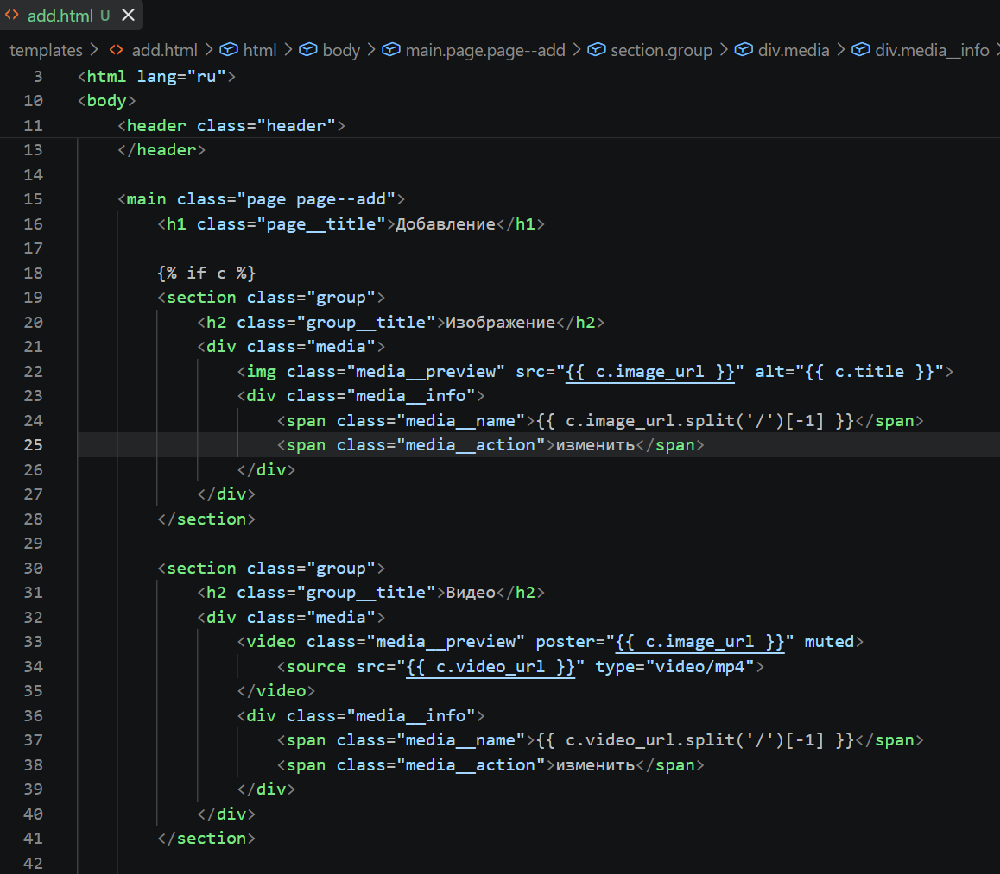 add.html U
templates > add.html > html > body > main.page.page--add > section.group > div.media > div.media__info >
3 <html lang="ru">
10 <body>
11     <header class="header">
13     </header>
14
15     <main class="page page--add">
16         <h1 class="page__title">Добавление</h1>
17
18         {% if c %}
19         <section class="group">
20             <h2 class="group__title">Изображение</h2>
21             <div class="media">
22                 <img class="media__preview" src="{{ c.image_url }}" alt="{{ c.title }}">
23                 <div class="media__info">
24                     <span class="media__name">{{ c.image_url.split('/')[-1] }}</span>
25                     <span class="media__action">изменить</span>
26                 </div>
27             </div>
28         </section>
29
30         <section class="group">
31             <h2 class="group__title">Видео</h2>
32             <div class="media">
33                 <video class="media__preview" poster="{{ c.image_url }}" muted>
34                     <source src="{{ c.video_url }}" type="video/mp4">
35                 </video>
36                 <div class="media__info">
37                     <span class="media__name">{{ c.video_url.split('/')[-1] }}</span>
38                     <span class="media__action">изменить</span>
39                 </div>
40             </div>
41         </section>
42